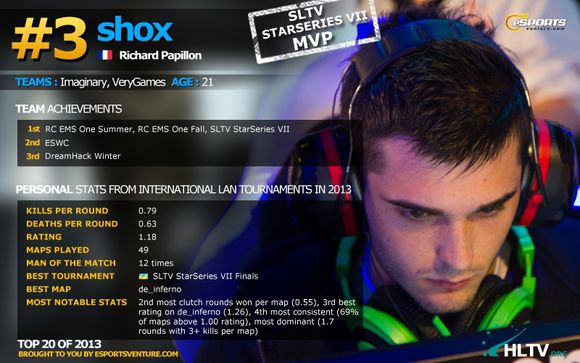 #3 shox
Richard Papillon
SLTV
STARSERIES VII
MVP
eSPORTS
venture.com
TEAMS : Imaginary, VeryGames AGE : 21
TEAM ACHIEVEMENTS
1st RC EMS One Summer, RC EMS One Fall, SLTV StarSeries VII
2nd ESWC
3rd DreamHack Winter
PERSONAL STATS FROM INTERNATIONAL LAN TOURNAMENTS IN 2013
KILLS PER ROUND 0.79
DEATHS PER ROUND 0.63
RATING 1.18
MAPS PLAYED 49
MAN OF THE MATCH 12 times
BEST TOURNAMENT SLTV StarSeries VII Finals
BEST MAP de_inferno
MOST NOTABLE STATS 2nd most clutch rounds won per map (0.55), 3rd best
rating on de_inferno (1.26), 4th most consistent (69%
of maps above 1.00 rating), most dominant (1.7
rounds with 3+ kills per map)
TOP 20 OF 2013
BROUGHT TO YOU BY ESPORTSVENTURE.COM
HLTV.ORG